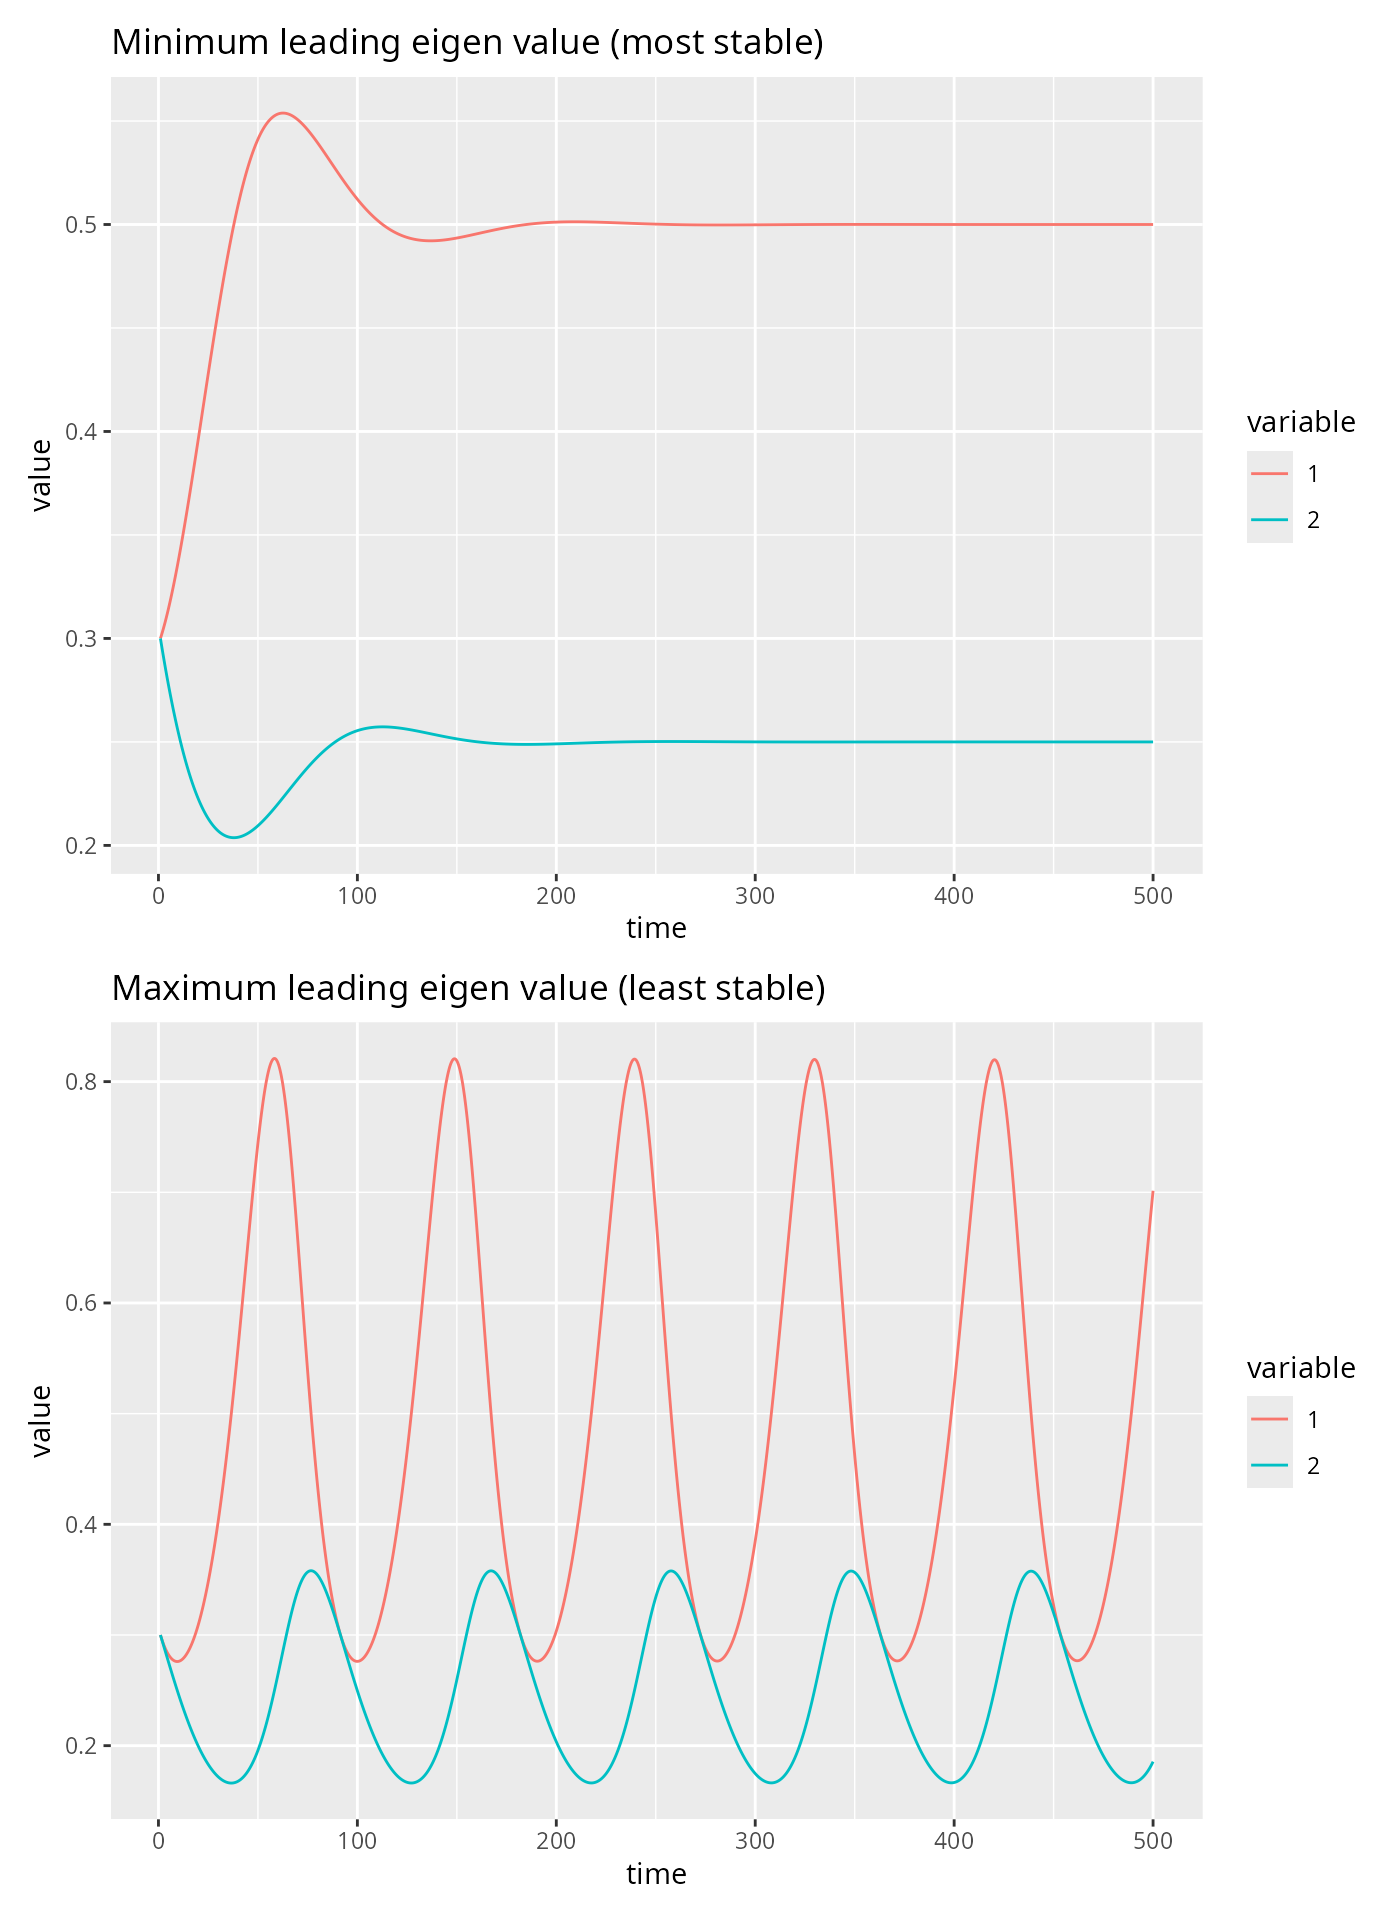 Minimum leading eigen value (most stable)
0.5
0.4
0.3
0.2
value
0 100 200 300 400 500
time
variable
1
2
Maximum leading eigen value (least stable)
0.8
0.6
0.4
0.2
value
0 100 200 300 400 500
time
variable
1
2